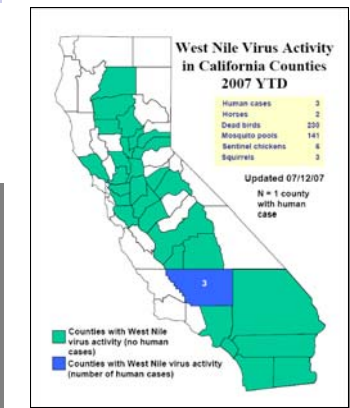 West Nile Virus Activity
in California Counties
2007 YTD
Human cases 3
Horses 2
Dead birds 230
Mosquito pools 141
Sentinel chickens 6
Squirrels 3
Updated 07/12/07
N = 1 county
with human
case
3
Counties with West Nile
virus activity (no human
cases)
Counties with West Nile virus activity
(number of human cases)